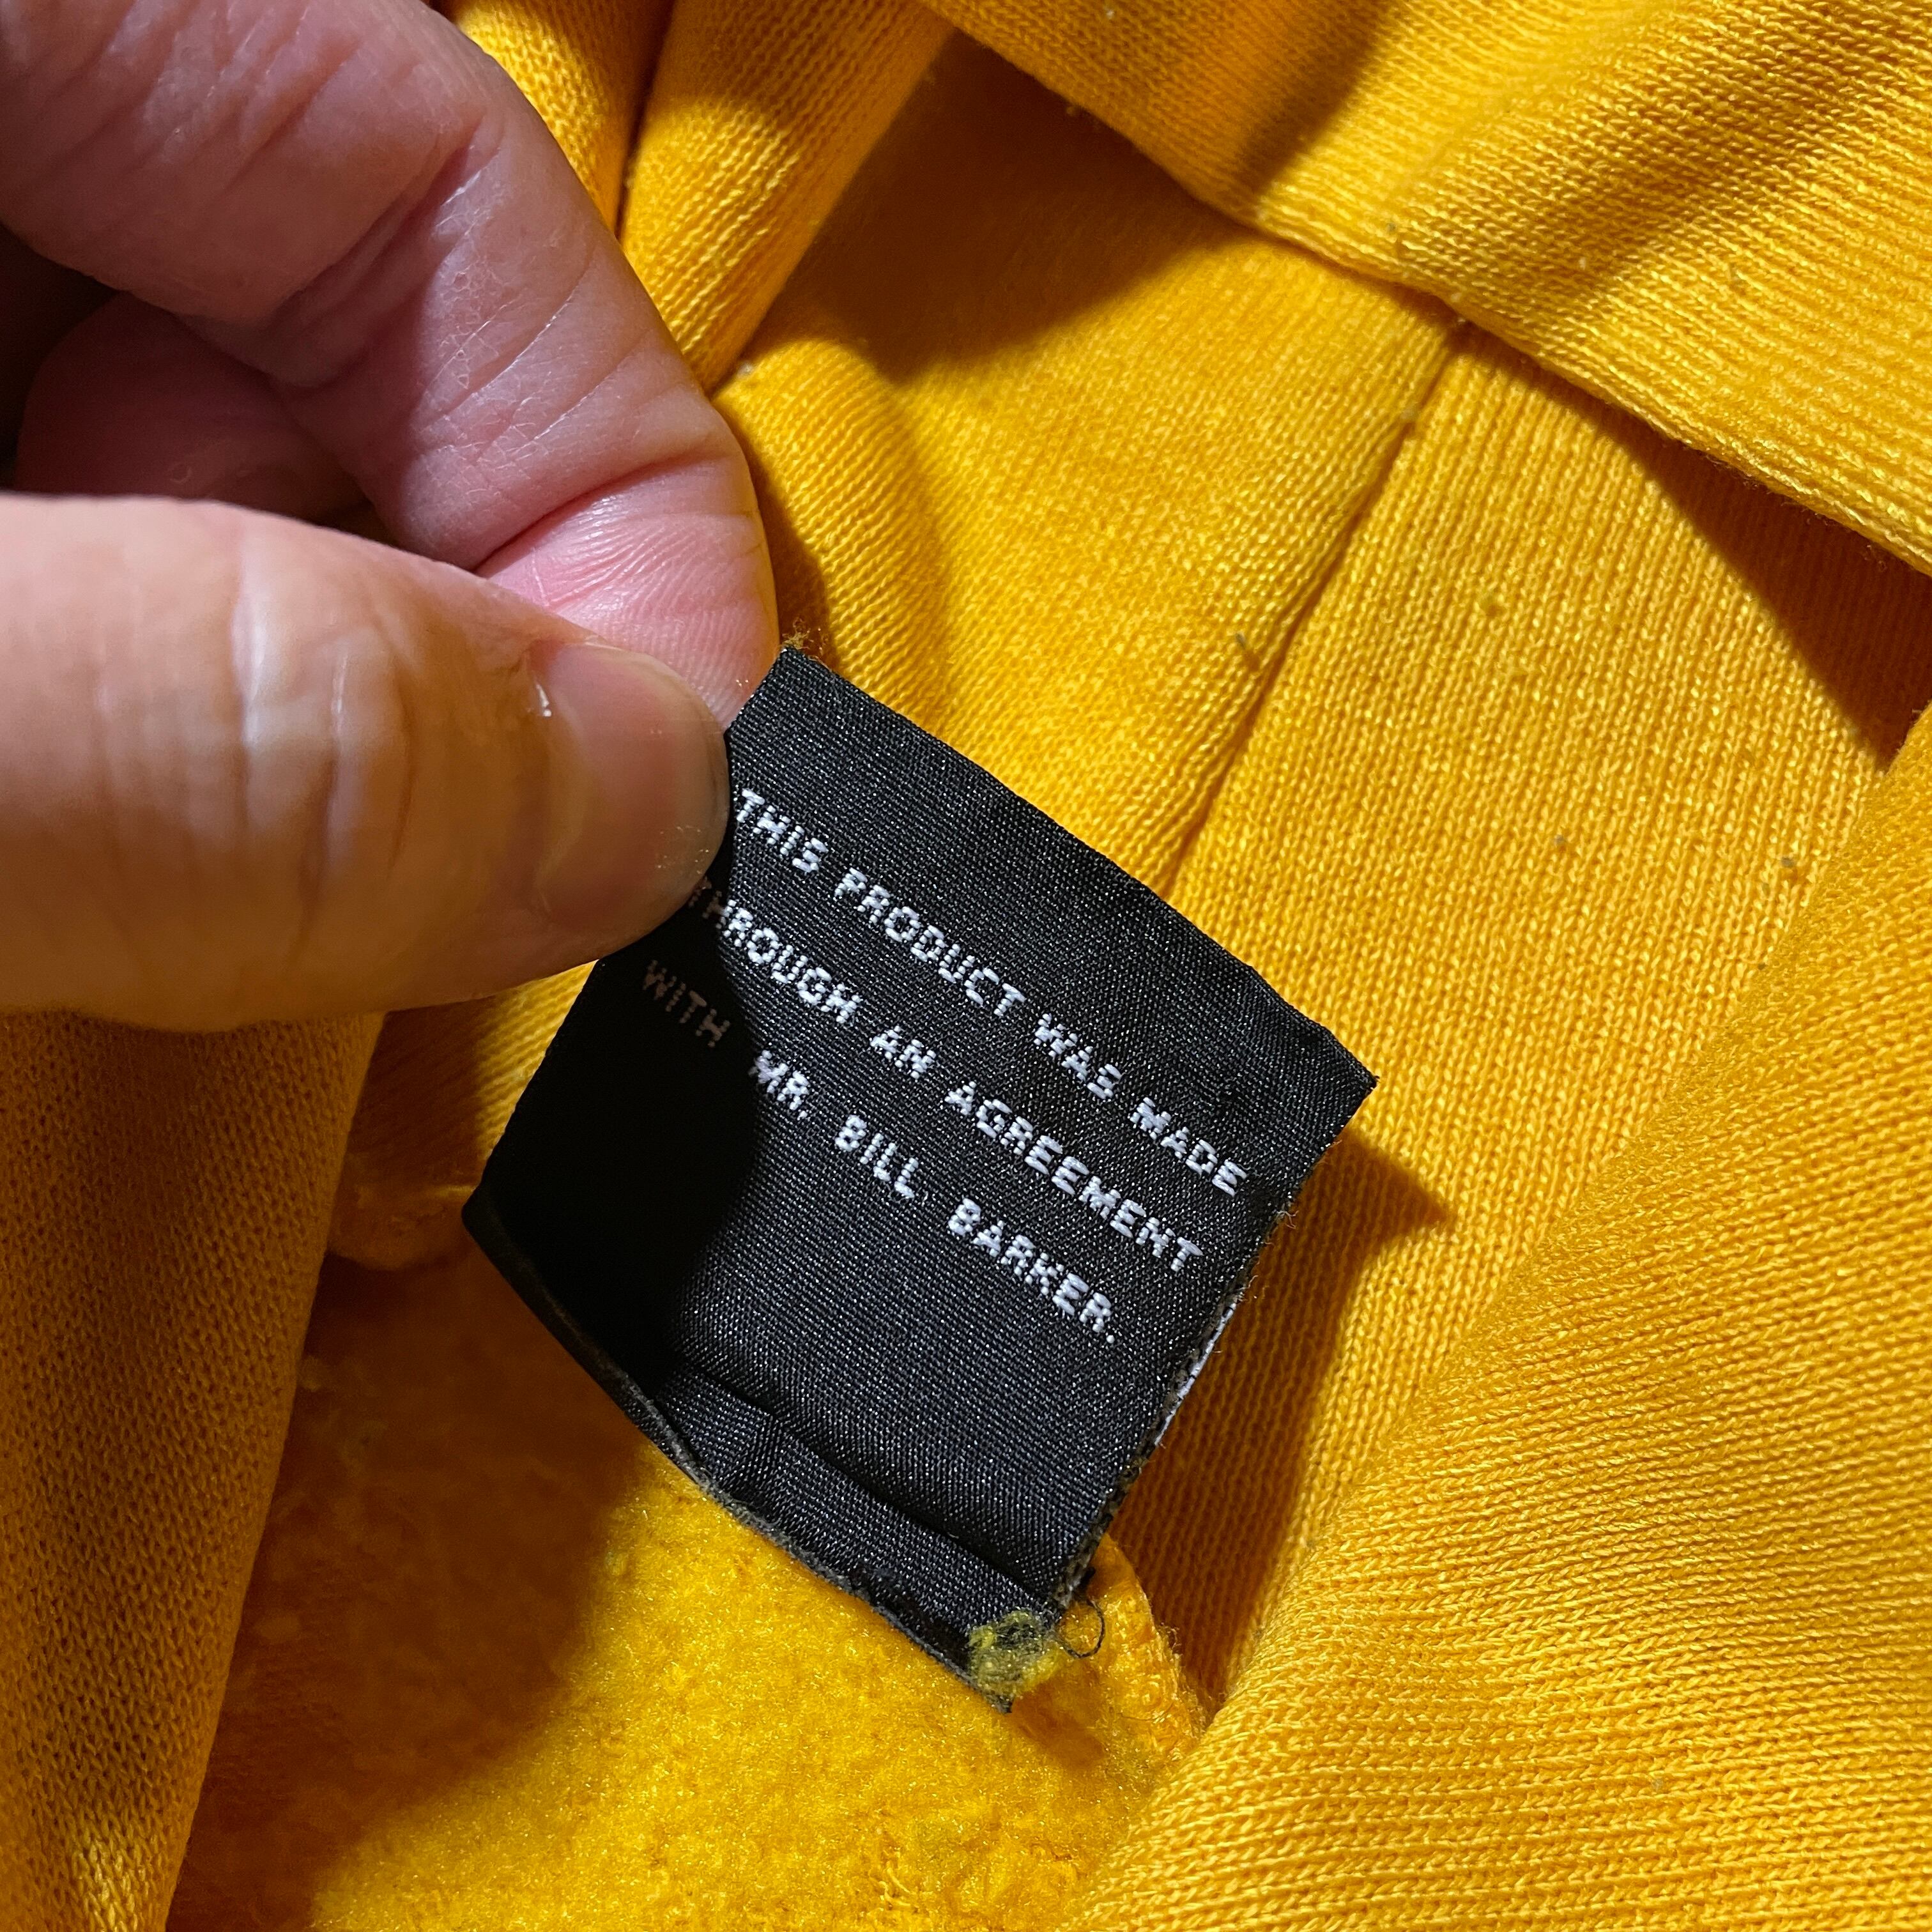 THIS PRODUCT WAS MADE
THROUGH AN AGREEMENT
WITH MR. BILL BARKER.